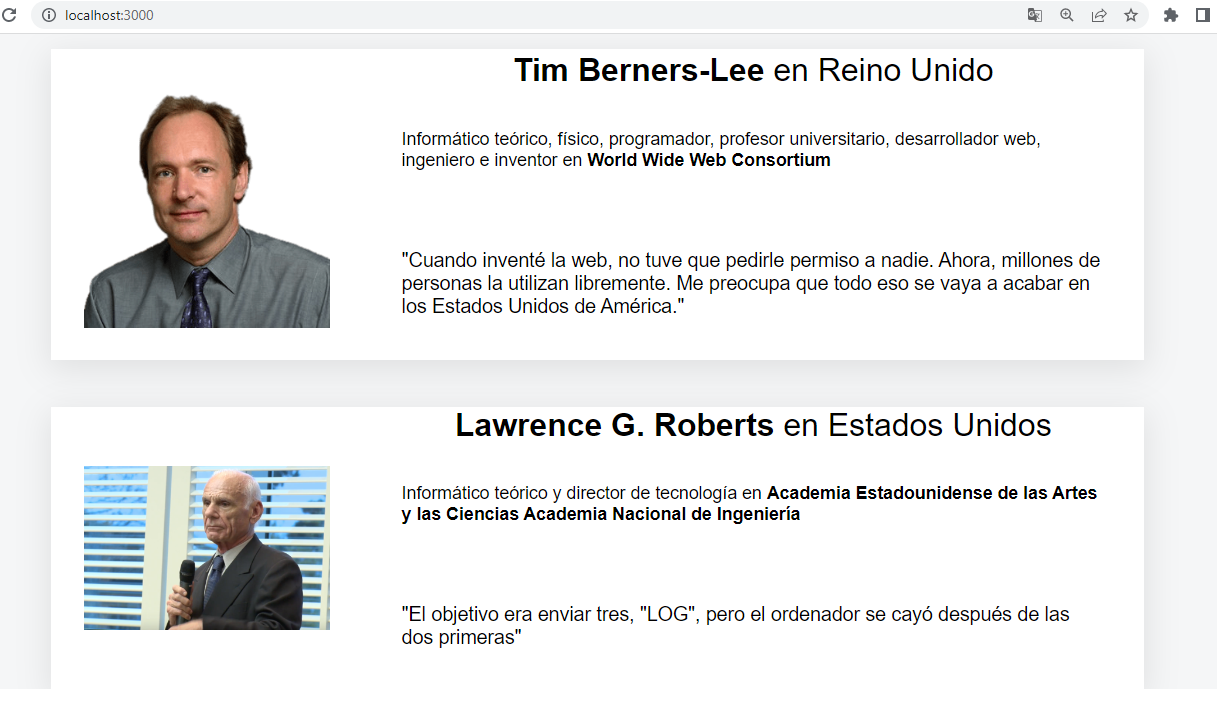 localhost:3000
Tim Berners-Lee en Reino Unido
Informático teórico, físico, programador, profesor universitario, desarrollador web,
ingeniero e inventor en World Wide Web Consortium
"Cuando inventé la web, no tuve que pedirle permiso a nadie. Ahora, millones de
personas la utilizan libremente. Me preocupa que todo eso se vaya a acabar en
los Estados Unidos de América."
Lawrence G. Roberts en Estados Unidos
Informático teórico y director de tecnología en Academia Estadounidense de las Artes
y las Ciencias Academia Nacional de Ingeniería
"El objetivo era enviar tres, "LOG", pero el ordenador se cayó después de las
dos primeras"